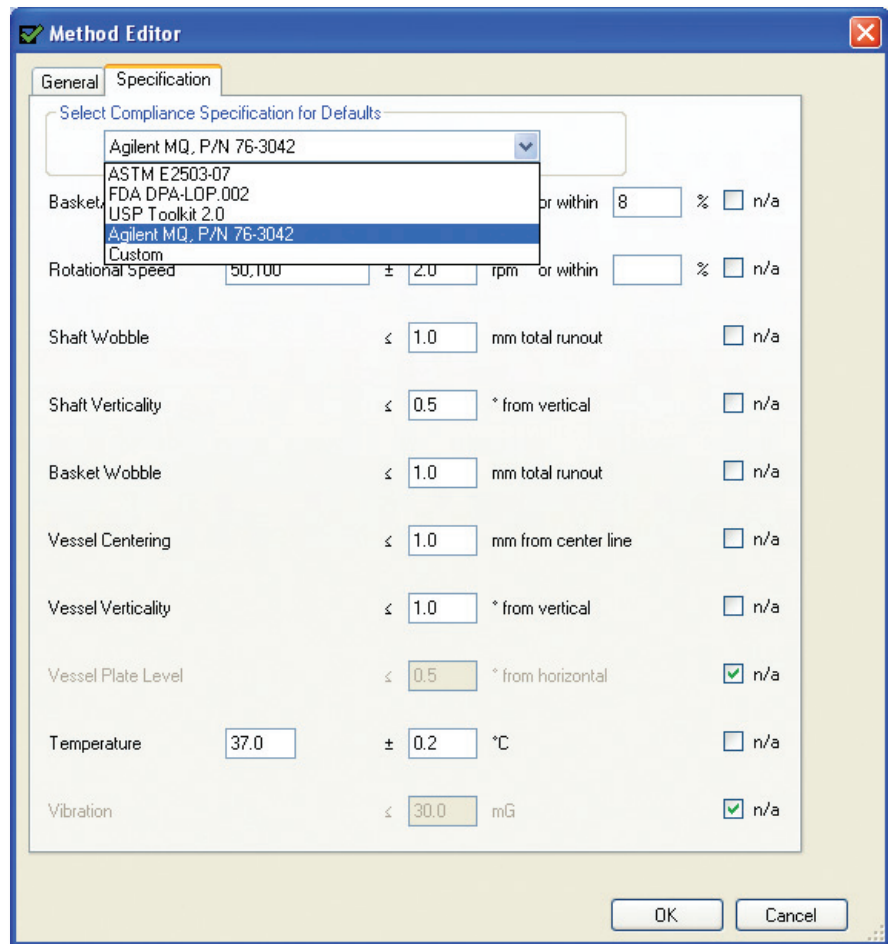 Method Editor
General Specification
Select Compliance Specification for Defaults
Agilent MQ, P/N 76-3042
ASTM E2503-07
FDA DPA-LOP.002
USP Toolkit 2.0
Agilent MQ, P/N 76-3042
Custom
Basket/ or within 8 % n/a
Rotational Speed 50,100 ± 2.0 rpm or within % n/a
Shaft Wobble ≤ 1.0 mm total runout n/a
Shaft Verticality ≤ 0.5 ° from vertical n/a
Basket Wobble ≤ 1.0 mm total runout n/a
Vessel Centering ≤ 1.0 mm from center line n/a
Vessel Verticality ≤ 1.0 ° from vertical n/a
Vessel Plate Level ≤ 0.5 ° from horizontal n/a
Temperature 37.0 ± 0.2 °C n/a
Vibration ≤ 30.0 mG n/a
OK Cancel